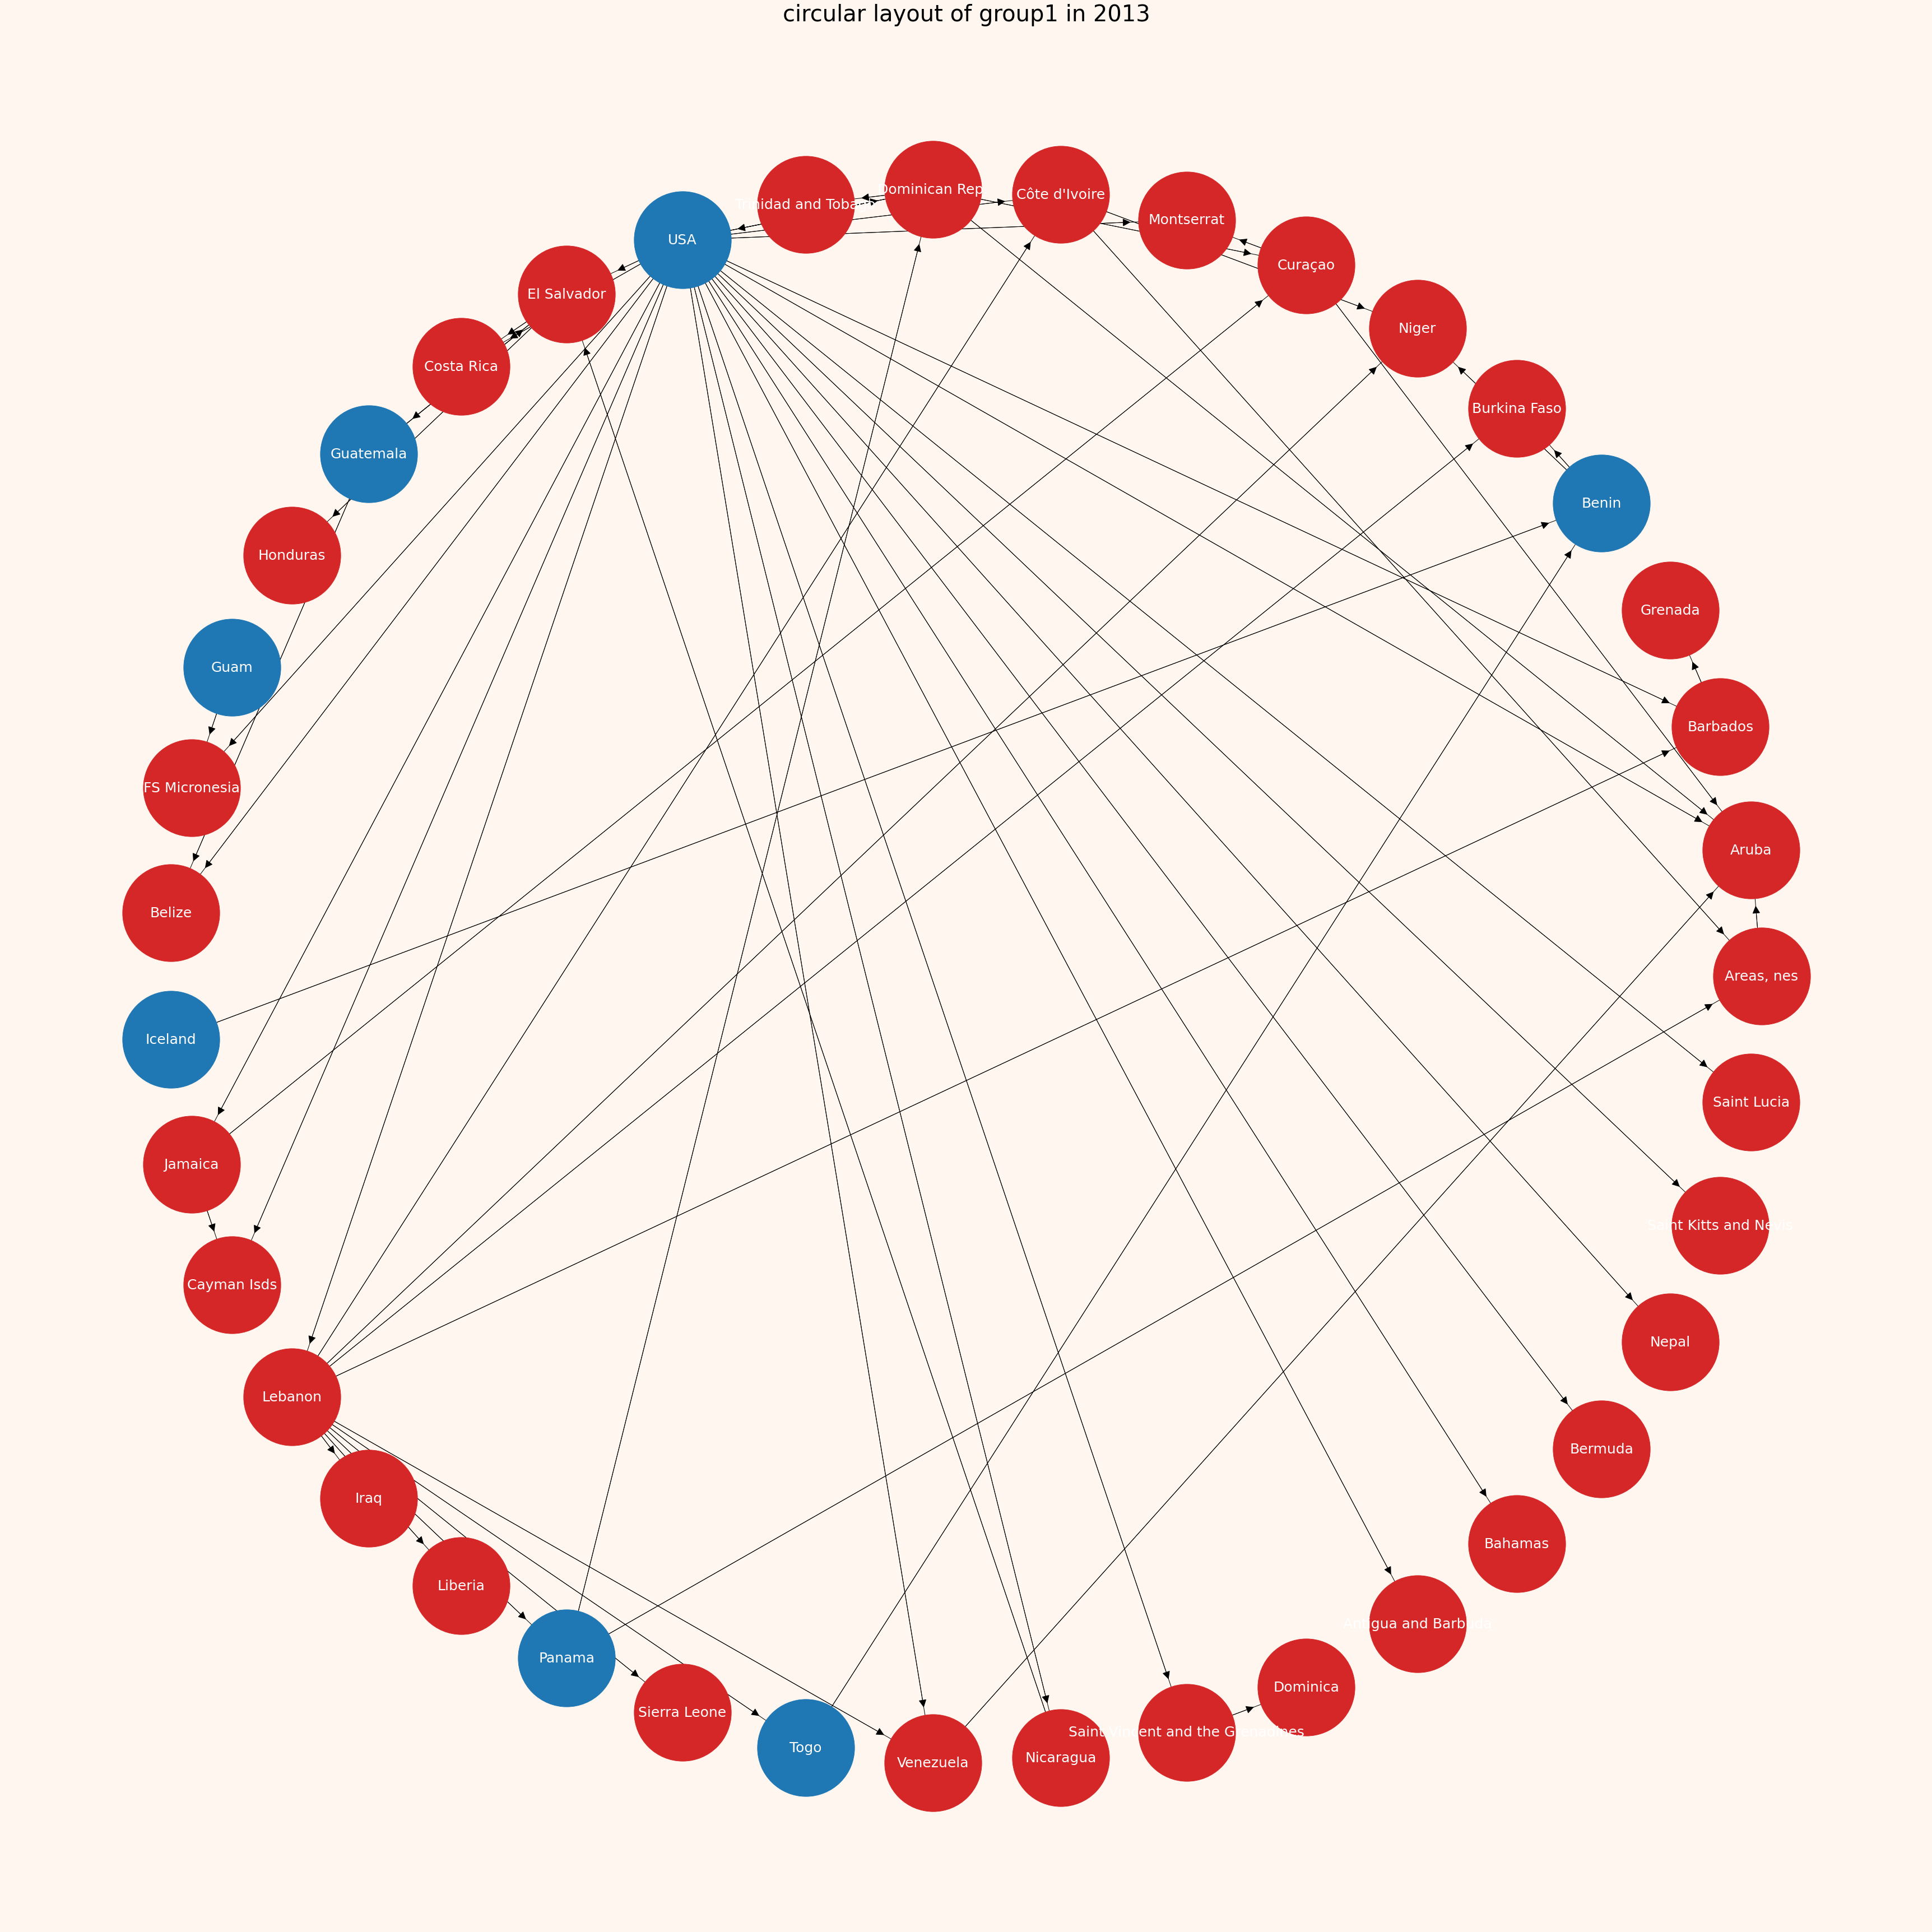 circular layout of group1 in 2013
Dominican Rep
Côte d'Ivoire
Trinidad and Tobago
Montserrat
USA
Curaçao
El Salvador
Niger
Costa Rica
Burkina Faso
Guatemala
Benin
Honduras
Grenada
Guam
Barbados
FS Micronesia
Aruba
Belize
Areas, nes
Iceland
Saint Lucia
Jamaica
Saint Kitts and Nevis
Cayman Isds
Nepal
Lebanon
Bermuda
Iraq
Bahamas
Liberia
Antigua and Barbuda
Panama
Dominica
Sierra Leone
Saint Vincent and the Grenadines
Togo
Nicaragua
Venezuela